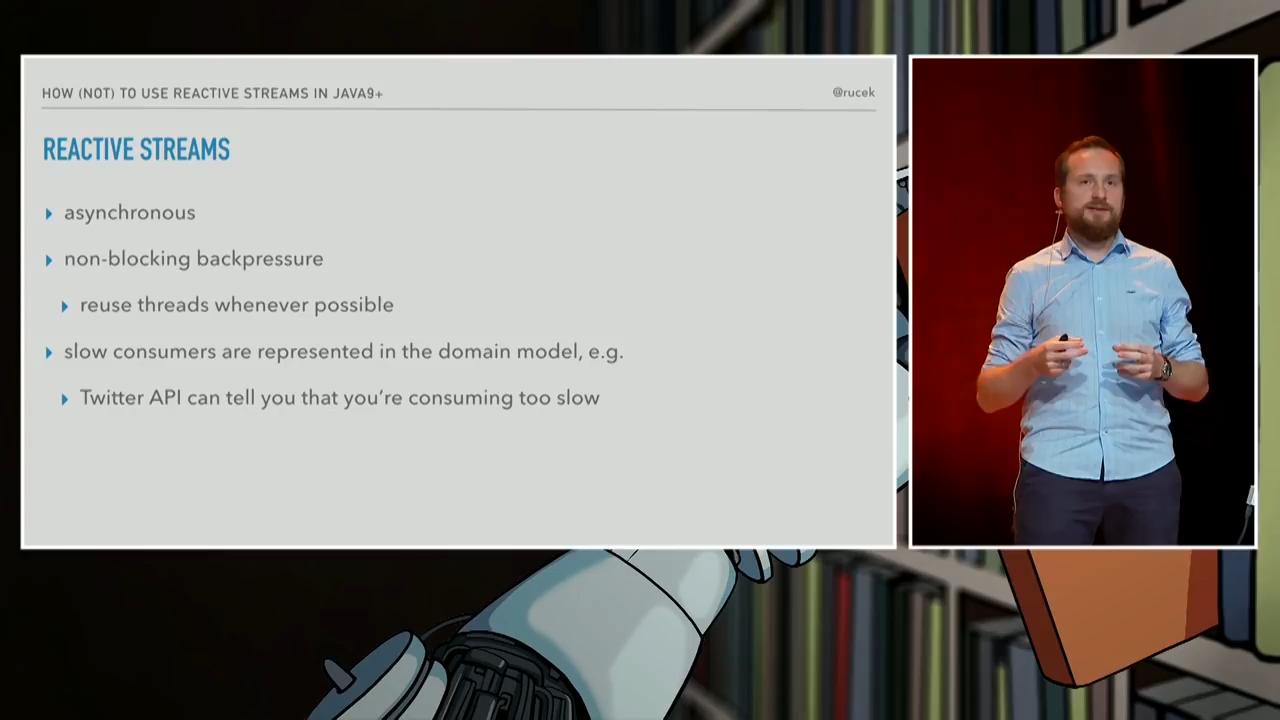 HOW (NOT) TO USE REACTIVE STREAMS IN JAVA9+
@rucek
REACTIVE STREAMS
asynchronous
non-blocking backpressure
reuse threads whenever possible
slow consumers are represented in the domain model, e.g.
Twitter API can tell you that you’re consuming too slow